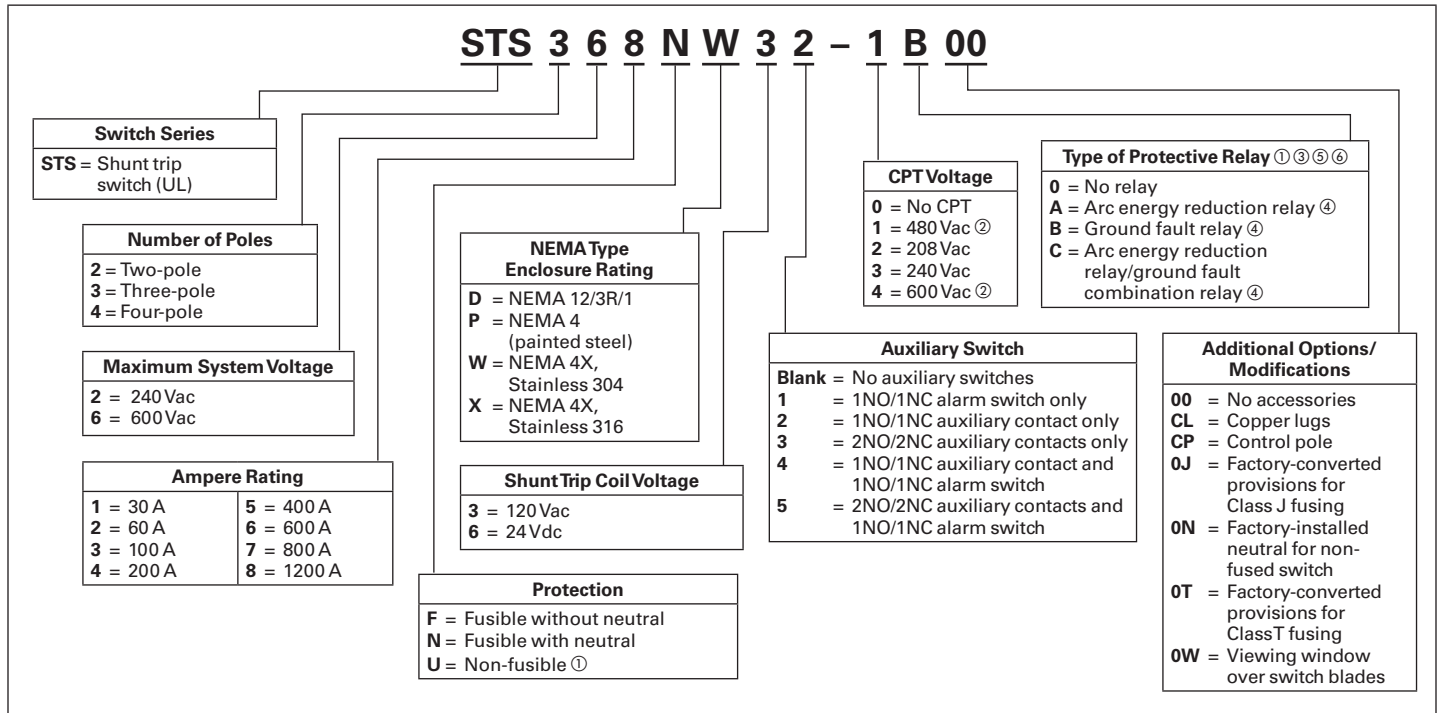 STS 3 6 8 N W 3 2 – 1 B 00
Switch Series
STS = Shunt trip
switch (UL)
Number of Poles
2 = Two-pole
3 = Three-pole
4 = Four-pole
Maximum System Voltage
2 = 240 Vac
6 = 600 Vac
Ampere Rating
1 = 30 A
2 = 60 A
3 = 100 A
4 = 200 A
5 = 400 A
6 = 600 A
7 = 800 A
8 = 1200 A
Protection
F = Fusible without neutral
N = Fusible with neutral
U = Non-fusible ①
NEMA Type
Enclosure Rating
D = NEMA 12/3R/1
P = NEMA 4
(painted steel)
W = NEMA 4X,
Stainless 304
X = NEMA 4X,
Stainless 316
Shunt Trip Coil Voltage
3 = 120 Vac
6 = 24 Vdc
Auxiliary Switch
Blank = No auxiliary switches
1 = 1NO/1NC alarm switch only
2 = 1NO/1NC auxiliary contact only
3 = 2NO/2NC auxiliary contacts only
4 = 1NO/1NC auxiliary contact and
1NO/1NC alarm switch
5 = 2NO/2NC auxiliary contacts and
1NO/1NC alarm switch
CPT Voltage
0 = No CPT
1 = 480 Vac ②
2 = 208 Vac
3 = 240 Vac
4 = 600 Vac ②
Type of Protective Relay ① ③ ⑤ ⑥
0 = No relay
A = Arc energy reduction relay ④
B = Ground fault relay ④
C = Arc energy reduction
relay/ground fault
combination relay ④
Additional Options/
Modifications
00 = No accessories
CL = Copper lugs
CP = Control pole
0J = Factory-converted
provisions for
Class J fusing
0N = Factory-installed
neutral for non-
fused switch
0T = Factory-converted
provisions for
Class T fusing
0W = Viewing window
over switch blades